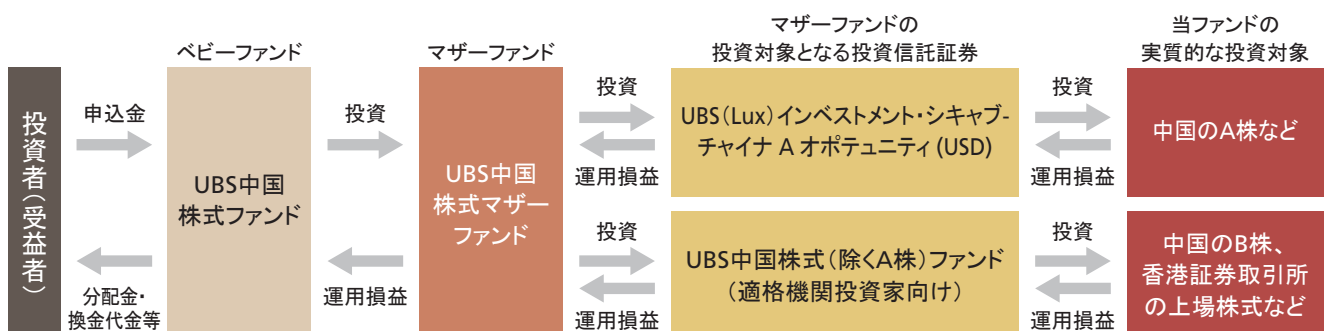 ベビーファンド
マザーファンド
マザーファンドの
投資対象となる投資信託証券
当ファンドの
実質的な投資対象
投資者(受益者)
申込金
分配金・
換金代金等
UBS中国
株式ファンド
投資
運用損益
UBS中国
株式マザー
ファンド
投資
運用損益
投資
運用損益
UBS(Lux)インベストメント・シキャブ-
チャイナ A オポテュニティ(USD)
UBS中国株式(除くA株)ファンド
(適格機関投資家向け)
投資
運用損益
投資
運用損益
中国のA株など
中国のB株、
香港証券取引所
の上場株式など